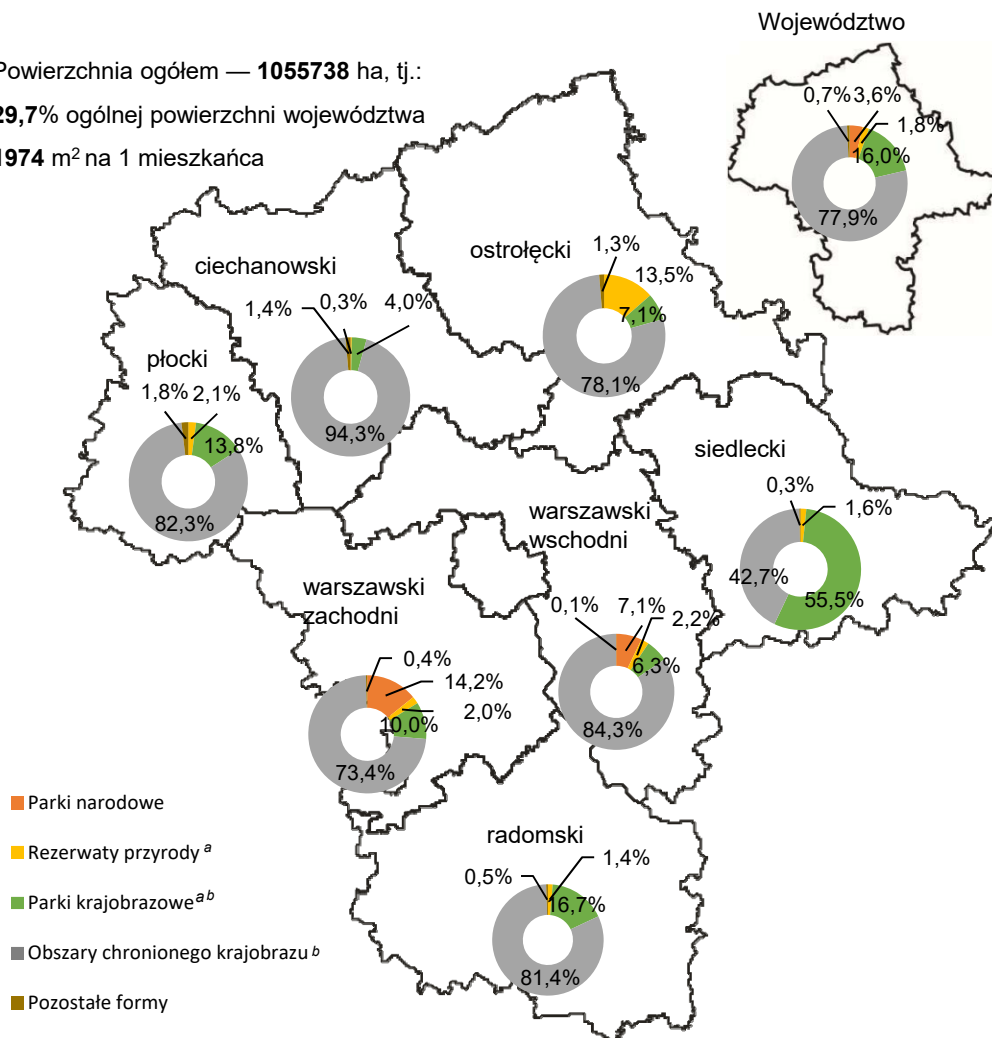 Województwo
Powierzchnia ogółem — 1055738 ha, tj.:
29,7% ogólnej powierzchni województwa
1974 m² na 1 mieszkańca
0,7% 3,6%
1,8%
16,0%
77,9%
ostrołęcki
1,3%
13,5%
7,1%
78,1%
ciechanowski
1,4%
0,3%
4,0%
94,3%
płocki
1,8% 2,1%
13,8%
82,3%
siedlecki
0,3%
1,6%
42,7%
55,5%
warszawski
wschodni
0,1%
7,1%
2,2%
6,3%
84,3%
warszawski
zachodni
0,4%
14,2%
2,0%
10,0%
73,4%
radomski
0,5%
1,4%
16,7%
81,4%
Parki narodowe
Rezerwaty przyrody a
Parki krajobrazowe a b
Obszary chronionego krajobrazu b
Pozostałe formy